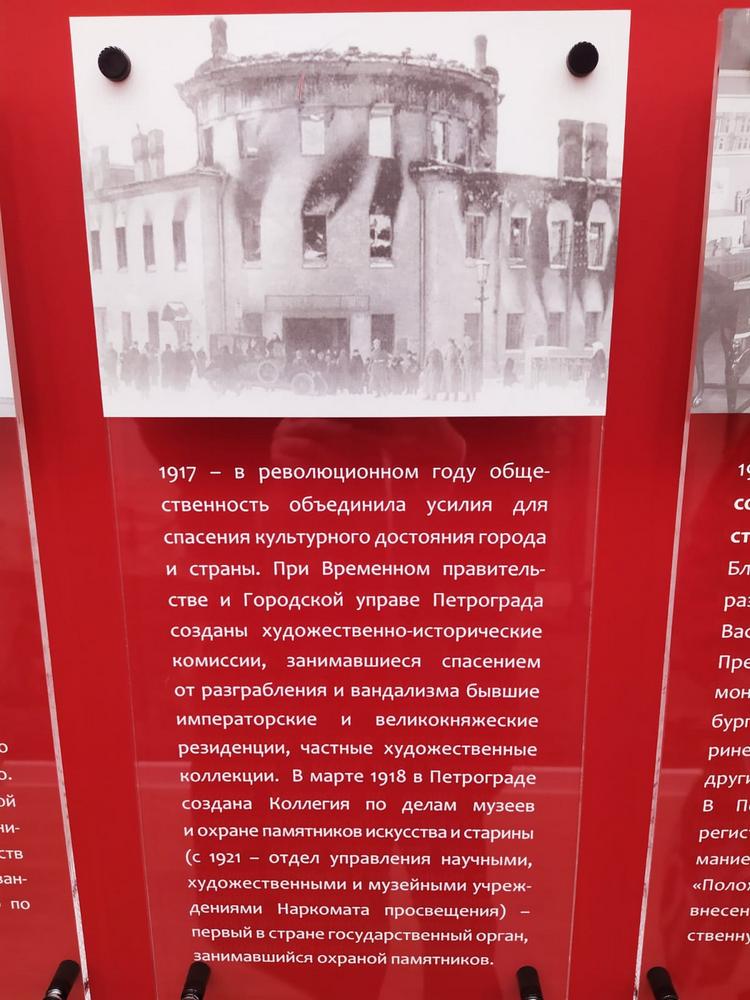 1917 – в революционном году обще-
ственность объединила усилия для
спасения культурного достояния города
и страны. При Временном правитель-
стве и Городской управе Петрограда
созданы художественно-исторические
комиссии, занимавшиеся спасением
от разграбления и вандализма бывшие
императорские и великокняжеские
резиденции, частные художественные
коллекции. В марте 1918 в Петрограде
создана Коллегия по делам музеев
и охране памятников искусства и старины
(с 1921 – отдел управления научными,
художественными и музейными учреж-
дениями Наркомата просвещения) –
первый в стране государственный орган,
занимавшийся охраной памятников.
по
В
«Поло